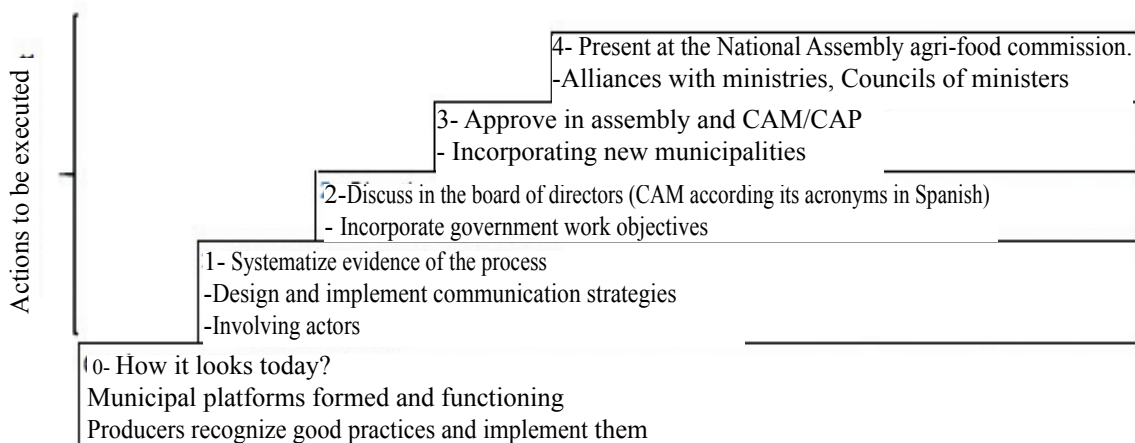 Actions to be executed
4- Present at the National Assembly agri-food commission.
-Alliances with ministries, Councils of ministers
3- Approve in assembly and CAM/CAP
- Incorporating new municipalities
2-Discuss in the board of directors (CAM according its acronyms in Spanish)
- Incorporate government work objectives
1- Systematize evidence of the process
-Design and implement communication strategies
-Involving actors
0- How it looks today?
Municipal platforms formed and functioning
Producers recognize good practices and implement them